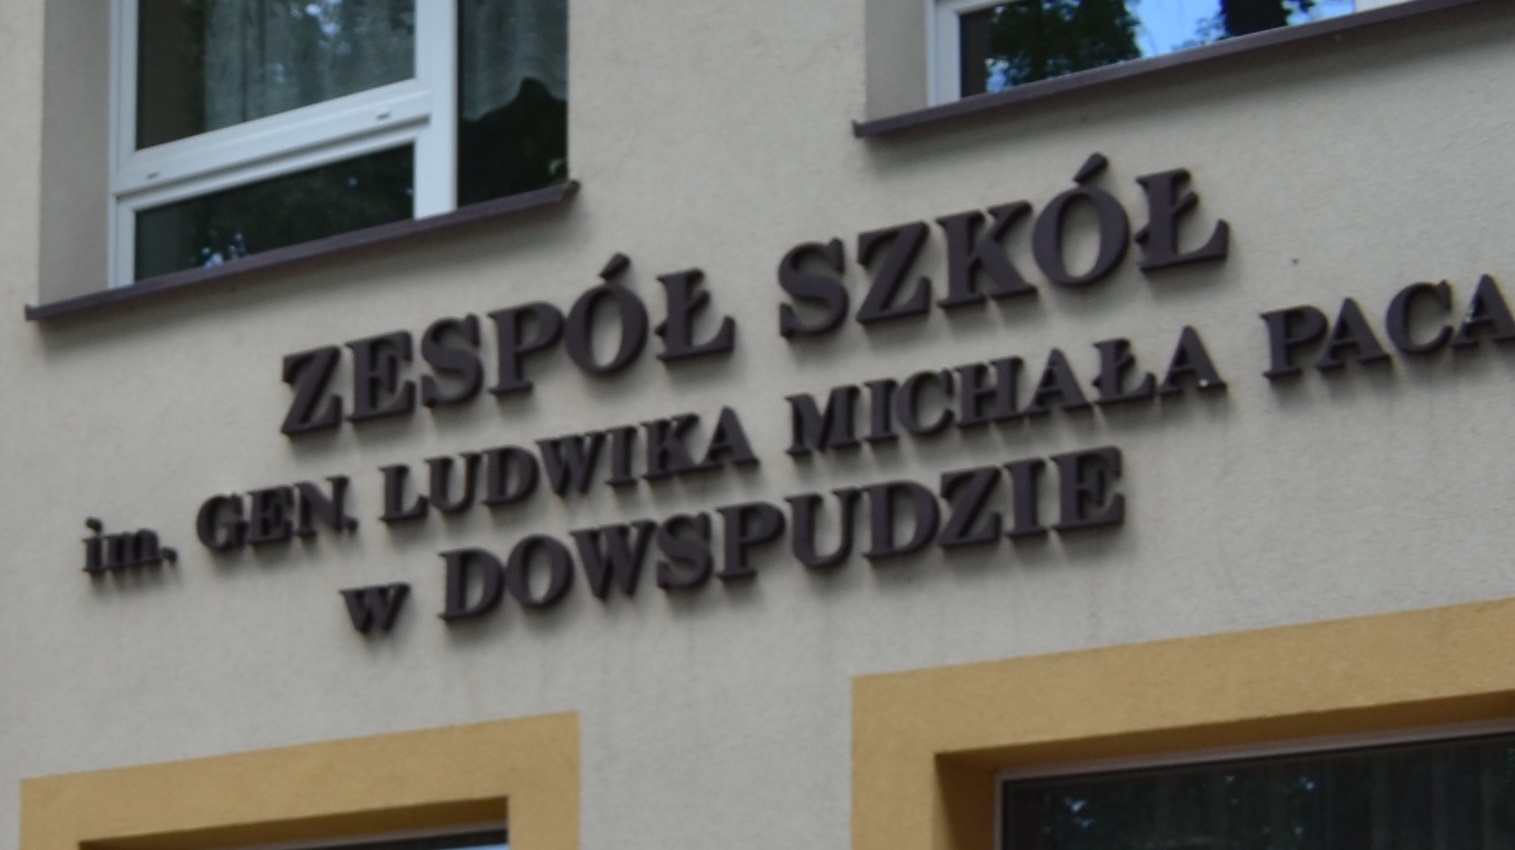 ZESPÓŁ SZKÓŁ
im. GEN. LUDWIKA MICHAŁA PACA
w DOWSPUDZIE